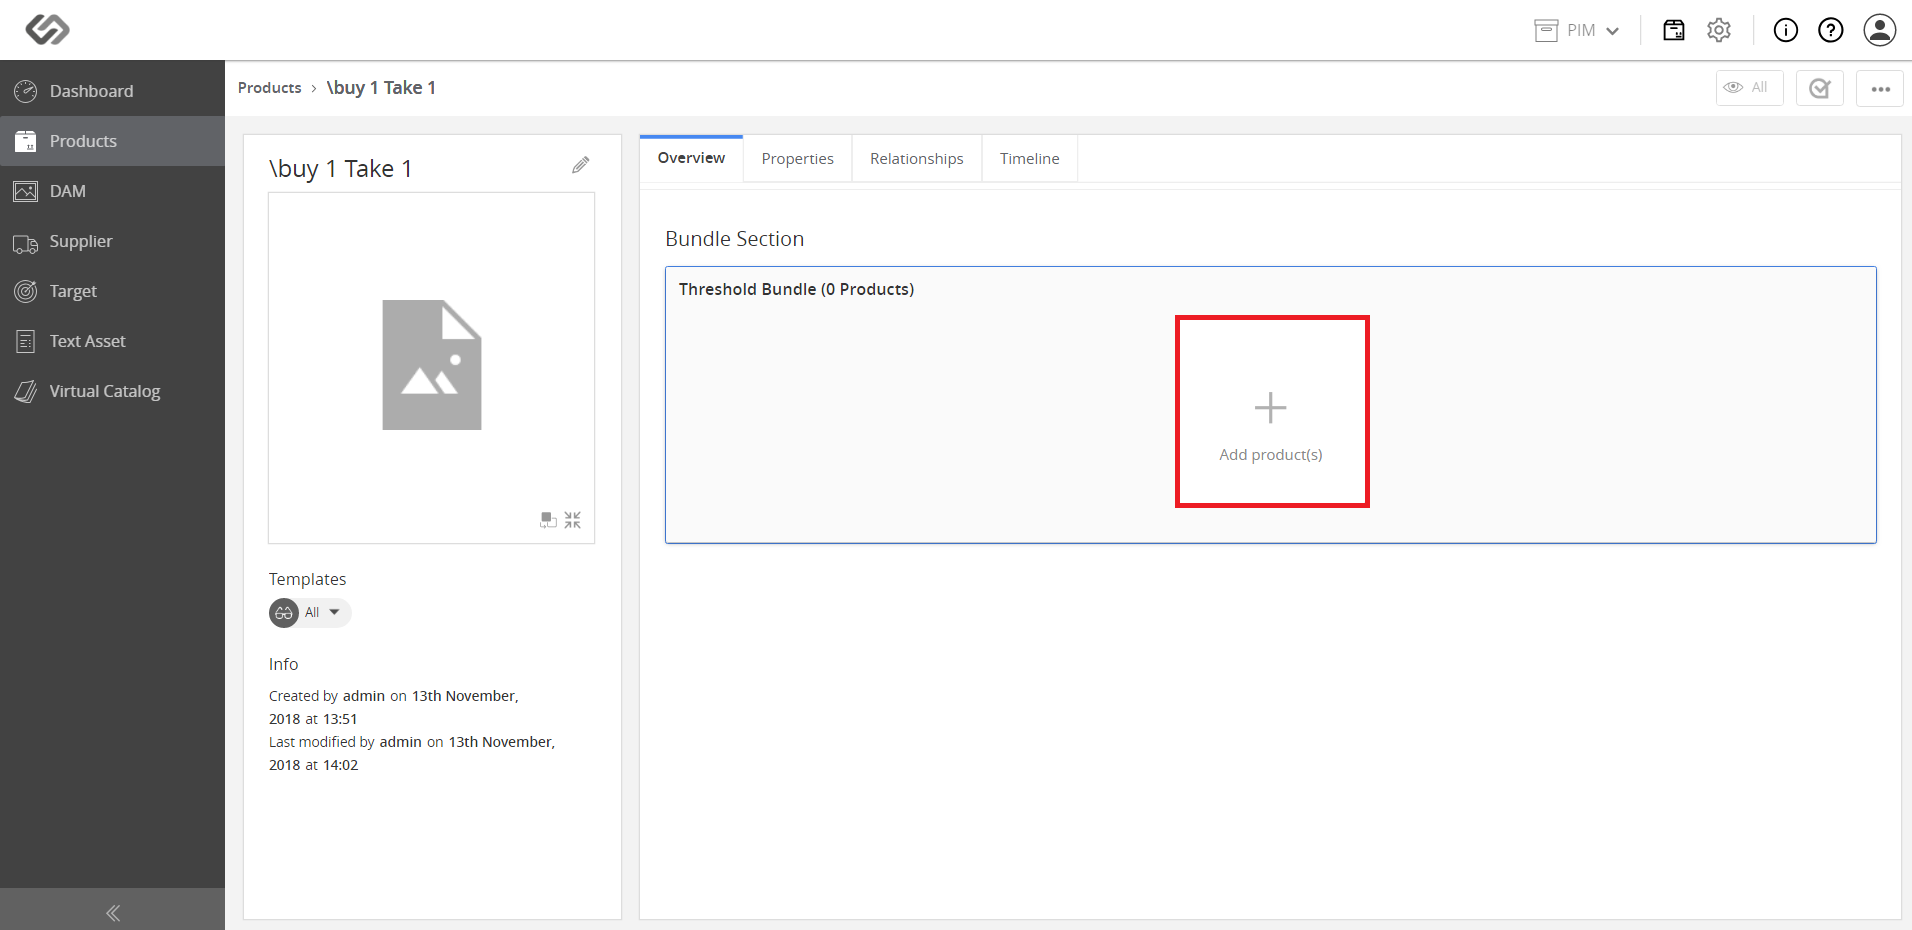 PIM
Dashboard
Products
DAM
Supplier
Target
Text Asset
Virtual Catalog
Products › \buy 1 Take 1
All
\buy 1 Take 1
Templates
All
Info
Created by admin on 13th November,
2018 at 13:51
Last modified by admin on 13th November,
2018 at 14:02
Overview
Properties
Relationships
Timeline
Bundle Section
Threshold Bundle (0 Products)
Add product(s)